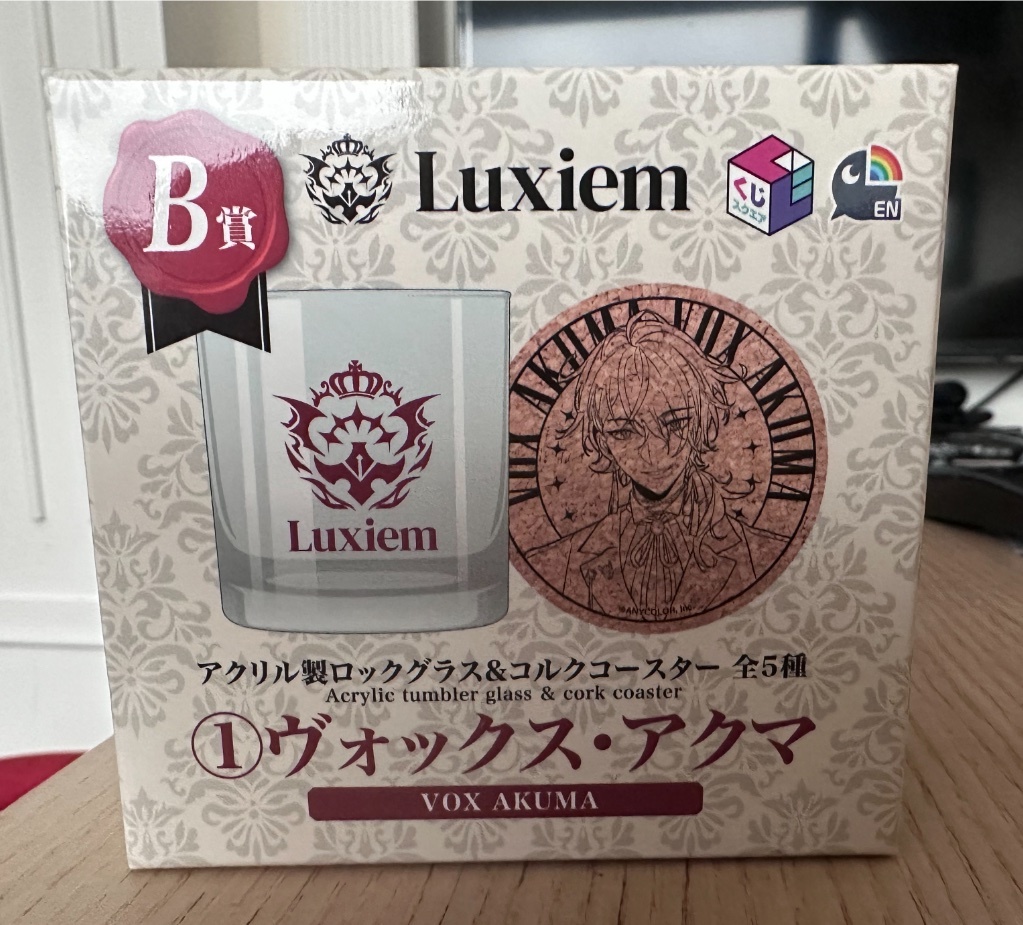 B賞
Luxiem
くじ
スクエア
EN
Luxiem
VOX AKUMA VOX AKUMA
©ANYCOLOR, Inc.
アクリル製ロックグラス&コルクコースター 全5種
Acrylic tumbler glass & cork coaster
①ヴォックス・アクマ
VOX AKUMA